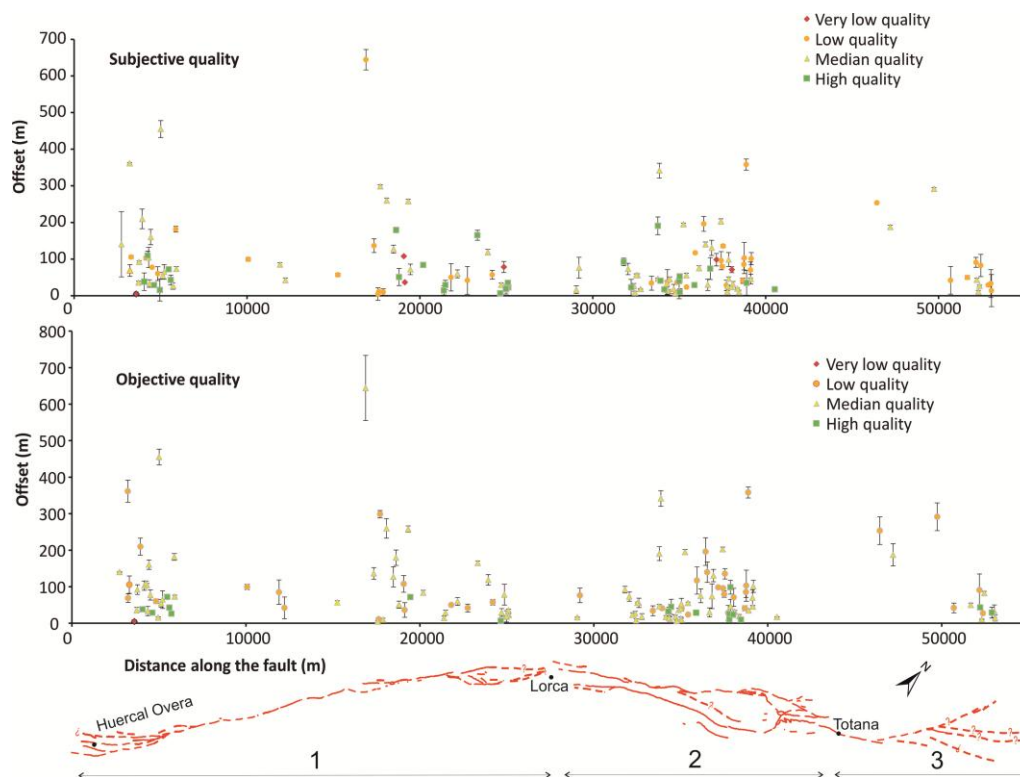 700
Subjective quality
Very low quality
Low quality
Median quality
High quality
600
500
400
300
200
100
0
Offset (m)
0 10000 20000 30000 40000 50000
800
Objective quality
Very low quality
Low quality
Median quality
High quality
700
600
500
400
300
200
100
0
Offset (m)
0 10000 20000 30000 40000 50000
Distance along the fault (m)
N
Huercal Overa
Lorca
Totana
? ? ? ? ?
1 2 3